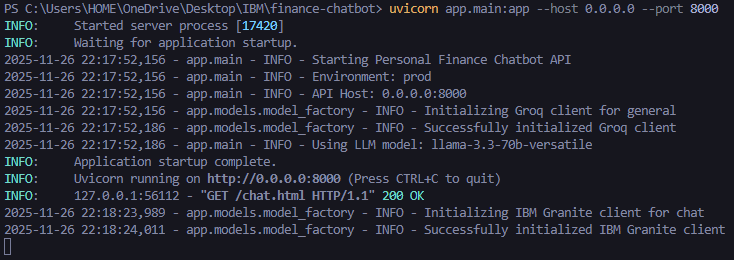 PS C:\Users\HOME\OneDrive\Desktop\IBM\finance-chatbot> uvicorn app.main:app --host 0.0.0.0 --port 8000
INFO:     Started server process [17420]
INFO:     Waiting for application startup.
2025-11-26 22:17:52,156 - app.main - INFO - Starting Personal Finance Chatbot API
2025-11-26 22:17:52,156 - app.main - INFO - Environment: prod
2025-11-26 22:17:52,156 - app.main - INFO - API Host: 0.0.0.0:8000
2025-11-26 22:17:52,156 - app.models.model_factory - INFO - Initializing Groq client for general
2025-11-26 22:17:52,186 - app.models.model_factory - INFO - Successfully initialized Groq client
2025-11-26 22:17:52,186 - app.main - INFO - Using LLM model: llama-3.3-70b-versatile
INFO:     Application startup complete.
INFO:     Uvicorn running on http://0.0.0.0:8000 (Press CTRL+C to quit)
INFO:     127.0.0.1:56112 - "GET /chat.html HTTP/1.1" 200 OK
2025-11-26 22:18:23,989 - app.models.model_factory - INFO - Initializing IBM Granite client for chat
2025-11-26 22:18:24,011 - app.models.model_factory - INFO - Successfully initialized IBM Granite client